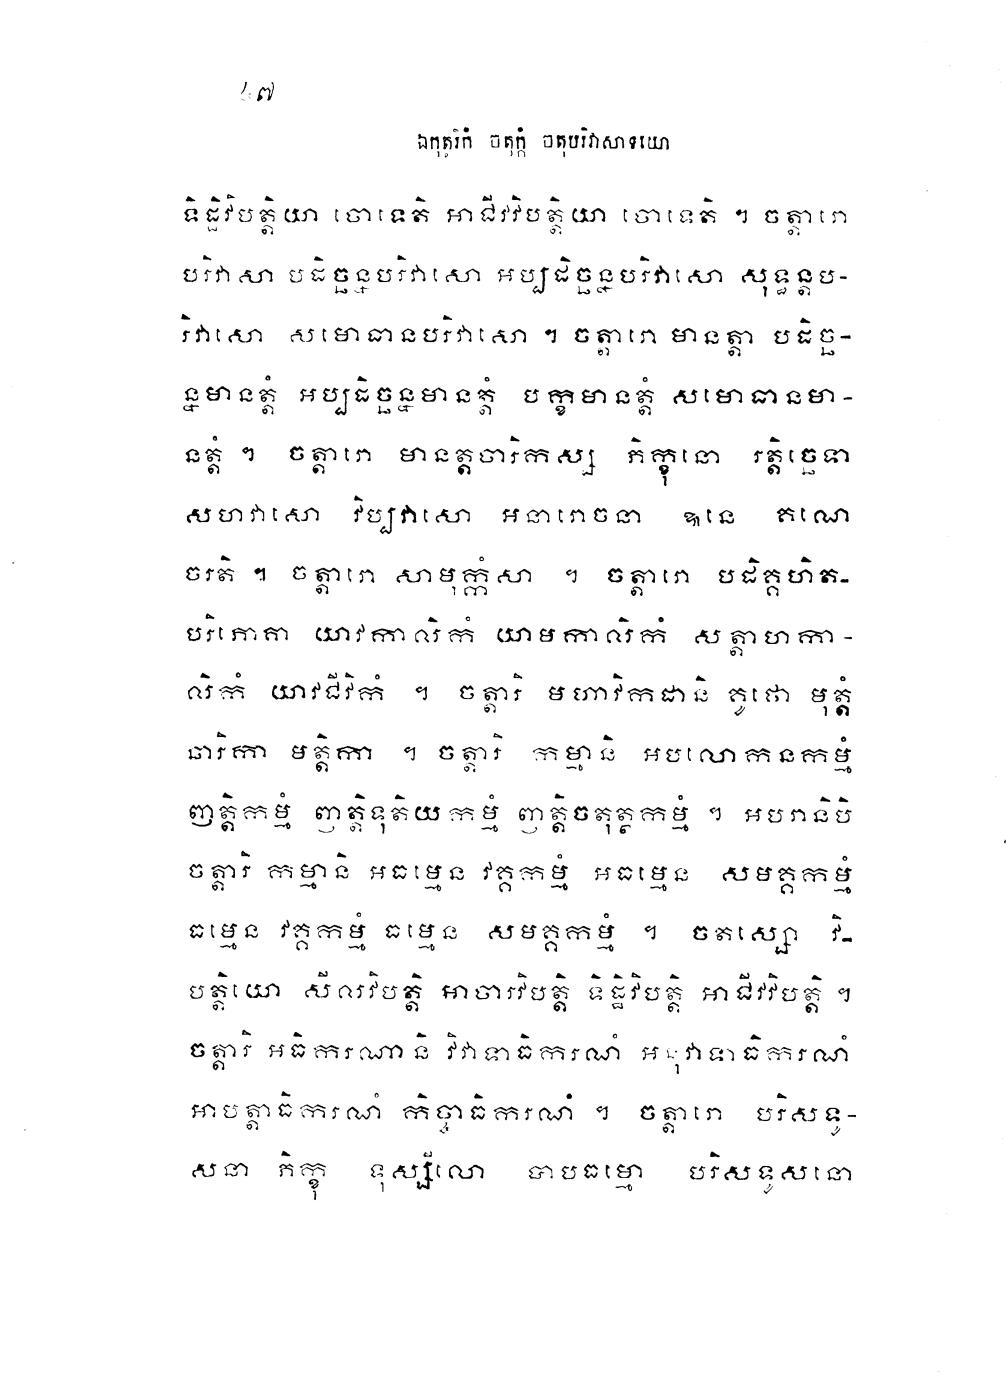 ៤៧
ឯកុត្តរិកំ ចតុក្កំ ចតុបរិវាសាទយោ
ទិដ្ឋិវិបត្តិយា ចោទេតិ អាជីវវិបត្តិយា ចោទេតិ ។ ចត្តារោ
បរិវាសា បដិច្ឆន្នបរិវាសោ អប្បដិច្ឆន្នបរិវាសោ សុទ្ធន្តប-
រិវាសោ សមោធានបរិវាសោ ។ ចត្តារោ មានត្តា បដិច្ឆ-
ន្នមានត្តំ អប្បដិច្ឆន្នមានត្តំ បក្ខមានត្តំ សមោធានមា-
នត្តំ ។ ចត្តារោ មានត្តចារិកស្ស ភិក្ខុនោ រត្តិច្ឆេទា
សហវាសោ វិប្បវាសោ អនារោចនា ឩនេ គណេ
ចរតិ ។ ចត្តារោ សាមុក្កំសា ។ ចត្តារោ បដិគ្គហិត-
បរិភោគា យាវកាលិកំ យាមកាលិកំ សត្តាហកា-
លិកំ យាវជីវិកំ ។ ចត្តារិ មហាវិកដានិ គូថោ មុត្តំ
ឆារិកា មត្តិកា ។ ចត្តារិ កម្មានិ អបលោកនកម្មំ
ញត្តិកម្មំ ញត្តិទុតិយកម្មំ ញត្តិចតុត្ថកម្មំ ។ អបរានិបិ
ចត្តារិ កម្មានិ អធម្មេន វគ្គកម្មំ អធម្មេន សមគ្គកម្មំ
ធម្មេន វគ្គកម្មំ ធម្មេន សមគ្គកម្មំ ។ ចតស្សោ វិ-
បត្តិយោ សីលវិបត្តិ អាចារវិបត្តិ ទិដ្ឋិវិបត្តិ អាជីវវិបត្តិ ។
ចត្តារិ អធិករណានិ វិវាទាធិករណំ អនុវាទាធិករណំ
អាបត្តាធិករណំ កិច្ចាធិករណំ ។ ចត្តារោ បរិសទូ-
សនា ភិក្ខុ ទុស្សីលោ បាបធម្មោ បរិសទូសនោ